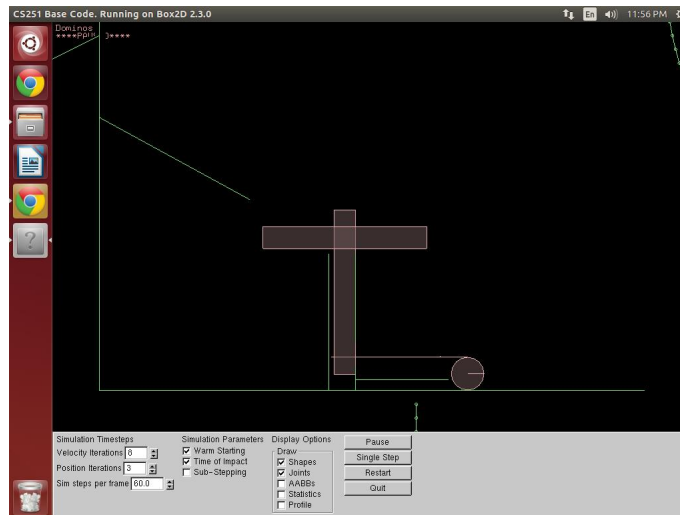 CS251 Base Code. Running on Box2D 2.3.0
En
11:56 PM
Dominos
Simulation Timesteps
Velocity Iterations 8
Position Iterations 3
Sim steps per frame 60.0
Simulation Parameters
Warm Starting
Time of Impact
Sub-Stepping
Display Options
Draw
Shapes
Joints
AABBs
Statistics
Profile
Pause
Single Step
Restart
Quit